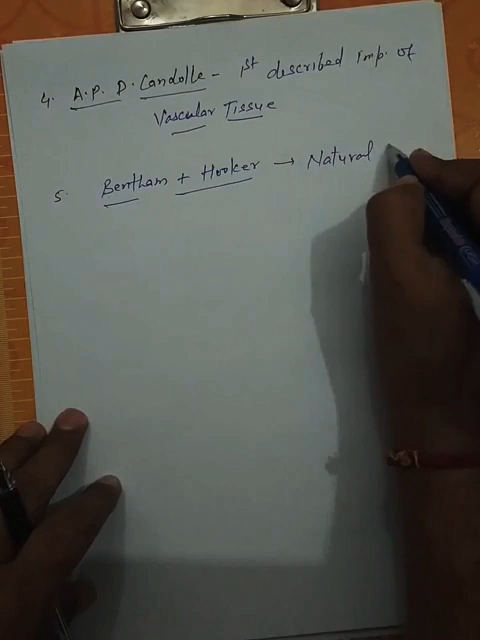 4. A.P. D. Candolle - 1st described imp. of
Vascular Tissue
5. Bentham + Hooker → Natural